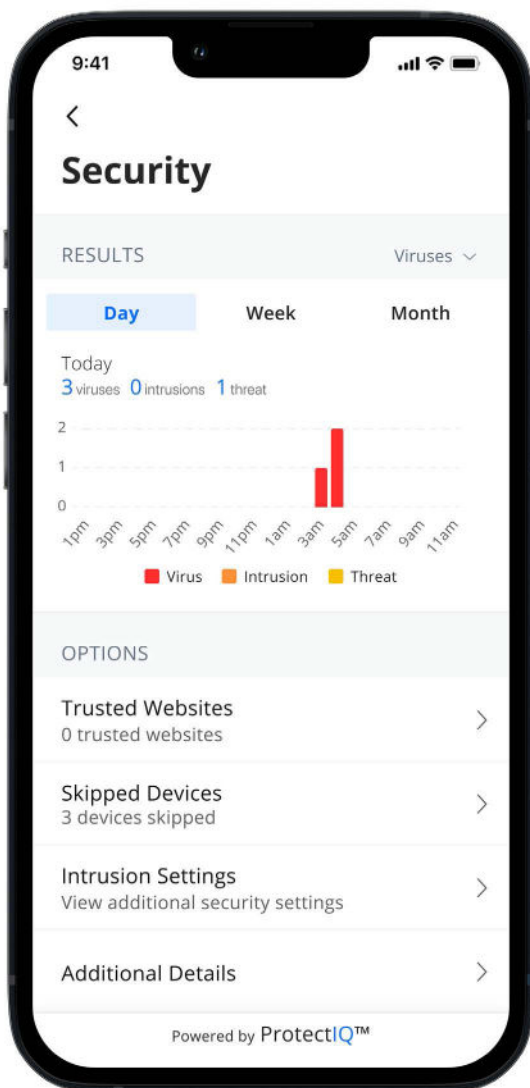 9:41
Security
RESULTS Viruses
Day Week Month
Today
3 viruses 0 intrusions 1 threat
2
1
0
1pm 3pm 5pm 7pm 9pm 11pm 1am 3am 5am 7am 9am 11am
Virus Intrusion Threat
OPTIONS
Trusted Websites
0 trusted websites
Skipped Devices
3 devices skipped
Intrusion Settings
View additional security settings
Additional Details
Powered by ProtectIQ™